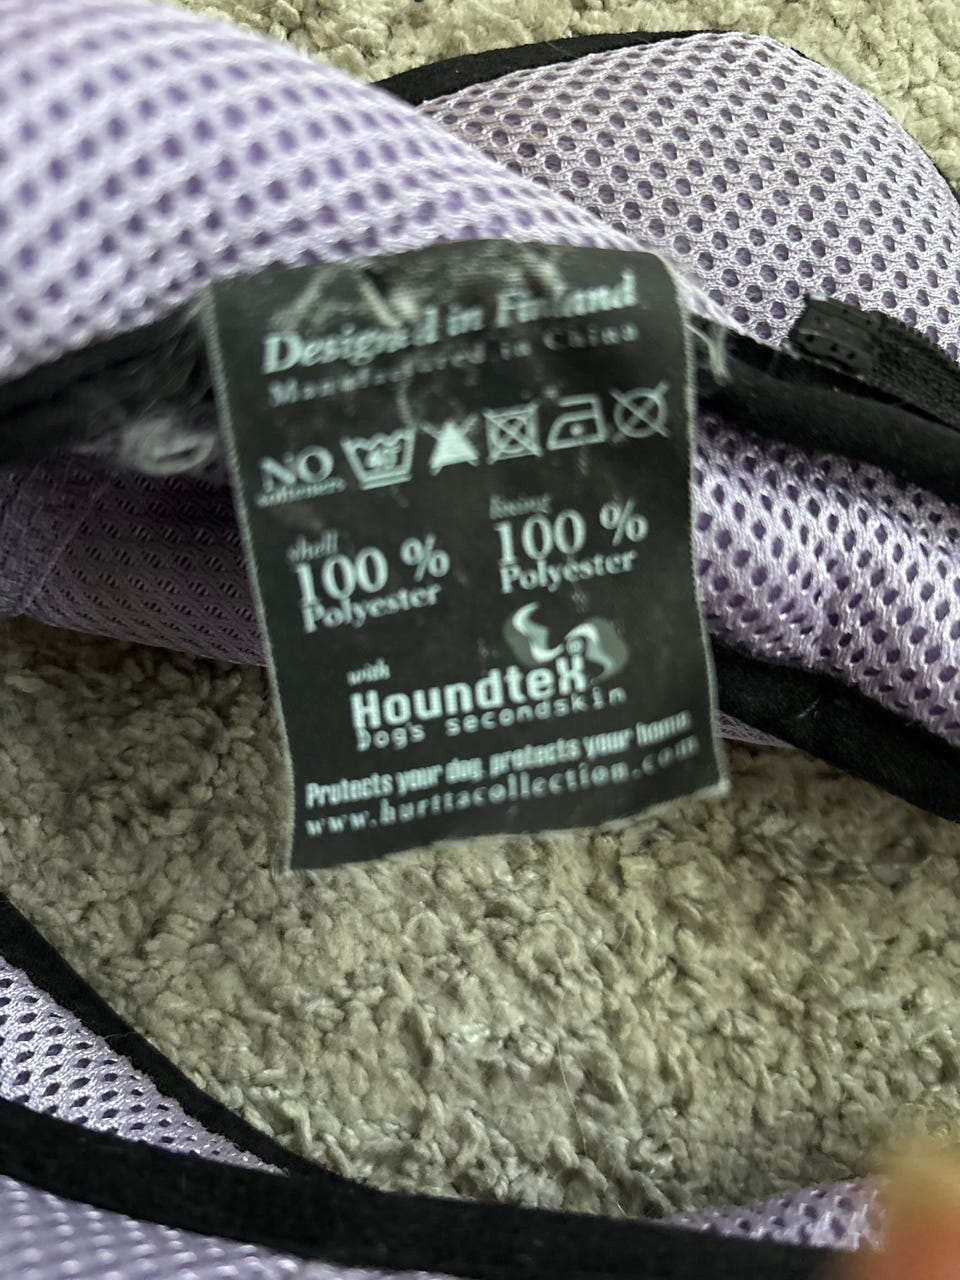 Designed in Finland
Manufactured in China
NO
softeners
shell
100 %
Polyester
lining
100 %
Polyester
with
Houndtex®
Dogs secondskin
Protects your dog, protects your home
www.hurttacollection.com